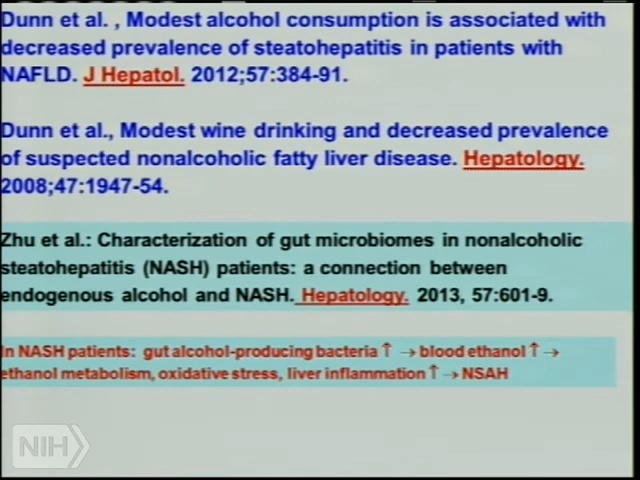 Dunn et al. , Modest alcohol consumption is associated with
decreased prevalence of steatohepatitis in patients with
NAFLD. J Hepatol. 2012;57:384-91.
Dunn et al., Modest wine drinking and decreased prevalence
of suspected nonalcoholic fatty liver disease. Hepatology.
2008;47:1947-54.
Zhu et al.: Characterization of gut microbiomes in nonalcoholic
steatohepatitis (NASH) patients: a connection between
endogenous alcohol and NASH. Hepatology. 2013, 57:601-9.
In NASH patients: gut alcohol-producing bacteria ↑ → blood ethanol ↑ →
ethanol metabolism, oxidative stress, liver inflammation ↑ → NSAH
NIH